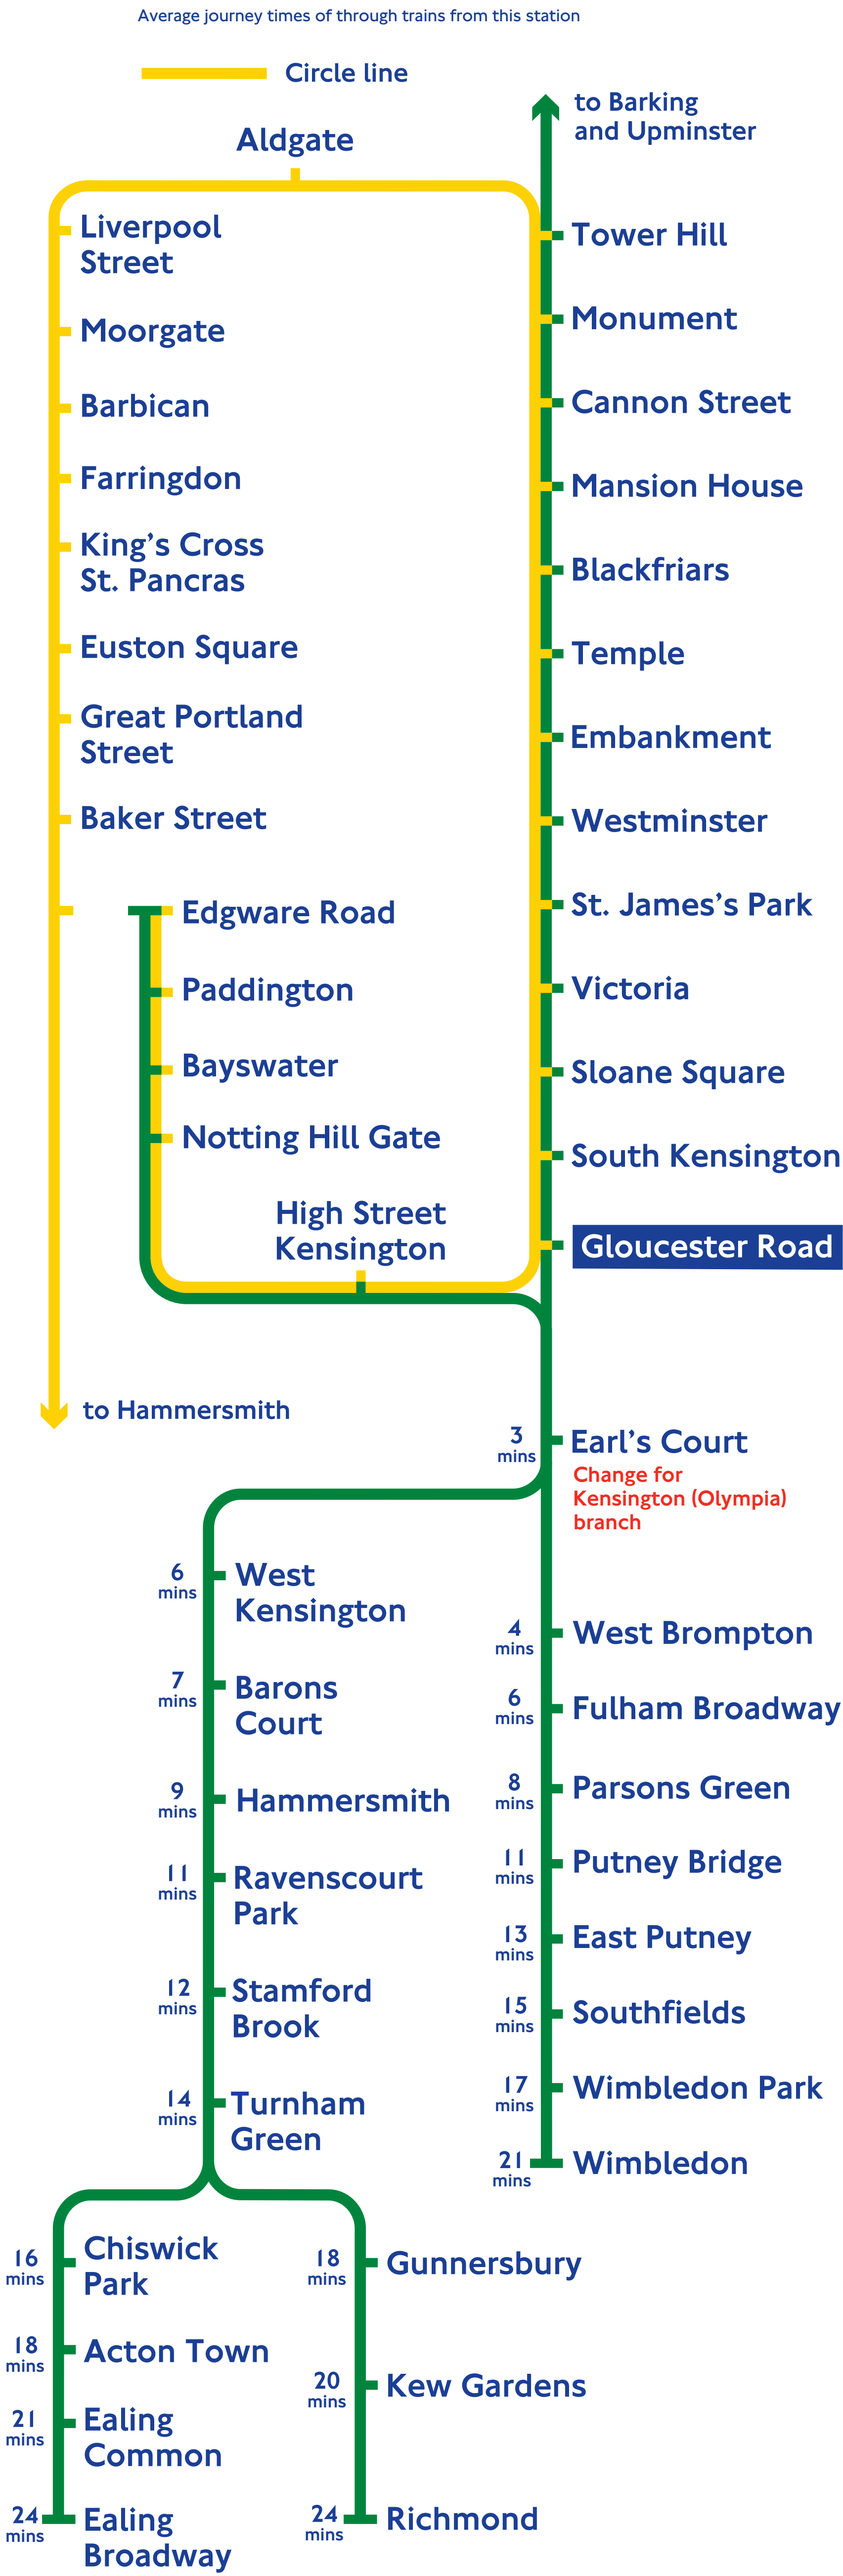 Average journey times of through trains from this station
Circle line
to Barking
and Upminster
Aldgate
Liverpool
Street
Moorgate
Barbican
Farringdon
King's Cross
St. Pancras
Euston Square
Great Portland
Street
Baker Street
Edgware Road
Paddington
Bayswater
Notting Hill Gate
High Street
Kensington
to Hammersmith
Tower Hill
Monument
Cannon Street
Mansion House
Blackfriars
Temple
Embankment
Westminster
St. James's Park
Victoria
Sloane Square
South Kensington
Gloucester Road
3
mins
Earl's Court
Change for
Kensington (Olympia)
branch
6
mins
West
Kensington
7
mins
Barons
Court
9
mins
Hammersmith
11
mins
Ravenscourt
Park
12
mins
Stamford
Brook
14
mins
Turnham
Green
4
mins
West Brompton
6
mins
Fulham Broadway
8
mins
Parsons Green
11
mins
Putney Bridge
13
mins
East Putney
15
mins
Southfields
17
mins
Wimbledon Park
21
mins
Wimbledon
16
mins
Chiswick
Park
18
mins
Acton Town
21
mins
Ealing
Common
24
mins
Ealing
Broadway
18
mins
Gunnersbury
20
mins
Kew Gardens
24
mins
Richmond